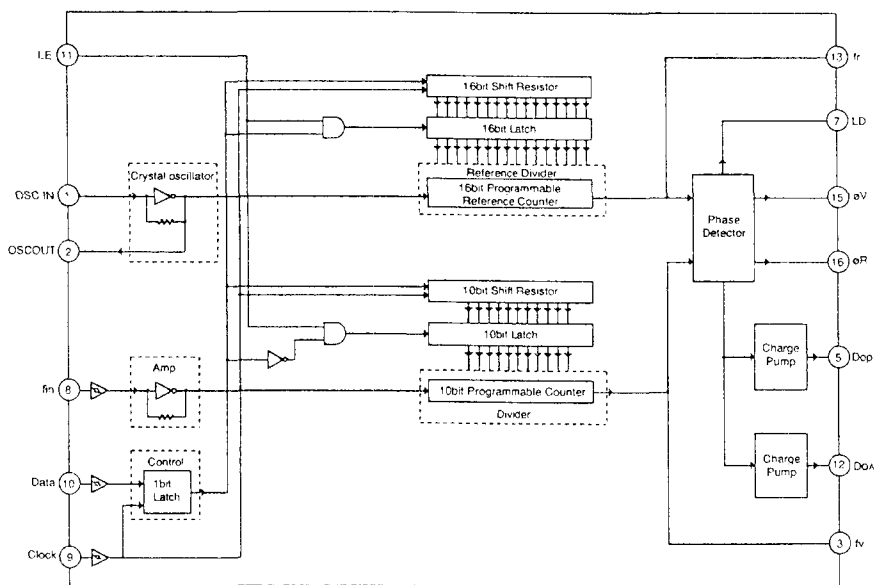 LE
11
13
fr
16bit Shift Resistor
16bit Latch
7
LD
Crystal oscillator
Reference Divider
16bit Programmable
Reference Counter
OSC IN
1
OSCOUT
2
Phase
Detector
15
øV
16
øR
10bit Shift Resistor
10bit Latch
Amp
fin
8
10bit Programmable Counter
Divider
Charge
Pump
5
Dop
Control
Data
10
1bit
Latch
Charge
Pump
12
DOA
Clock
9
3
fv